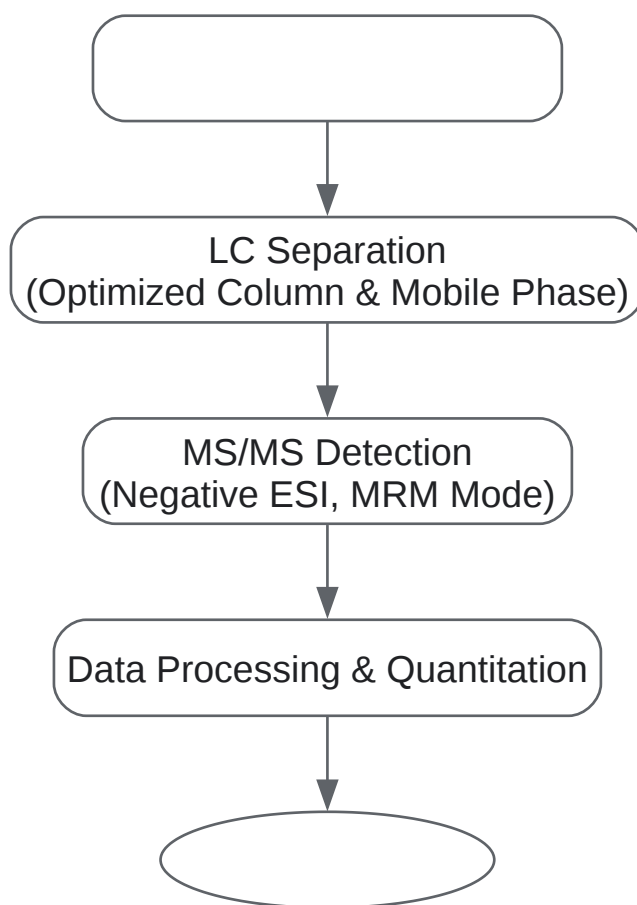 LC Separation
(Optimized Column & Mobile Phase)
MS/MS Detection
(Negative ESI, MRM Mode)
Data Processing & Quantitation